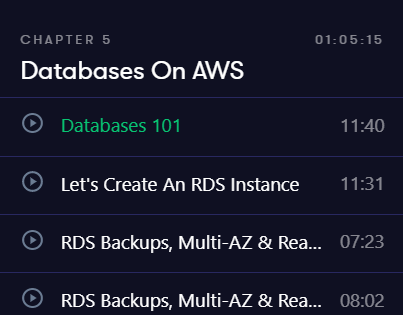 CHAPTER 5 01:05:15
Databases On AWS
Databases 101 11:40
Let's Create An RDS Instance 11:31
RDS Backups, Multi-AZ & Rea... 07:23
RDS Backups, Multi-AZ & Rea... 08:02